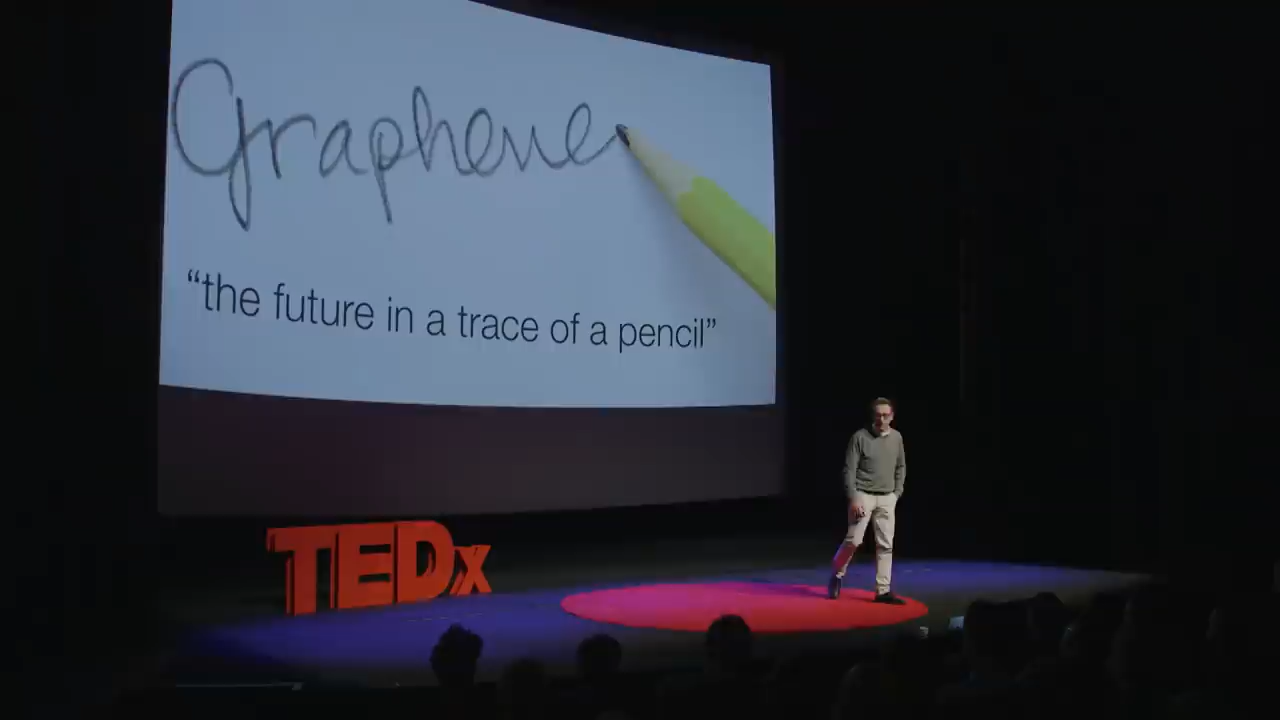 Graphene
“the future in a trace of a pencil”
TEDx